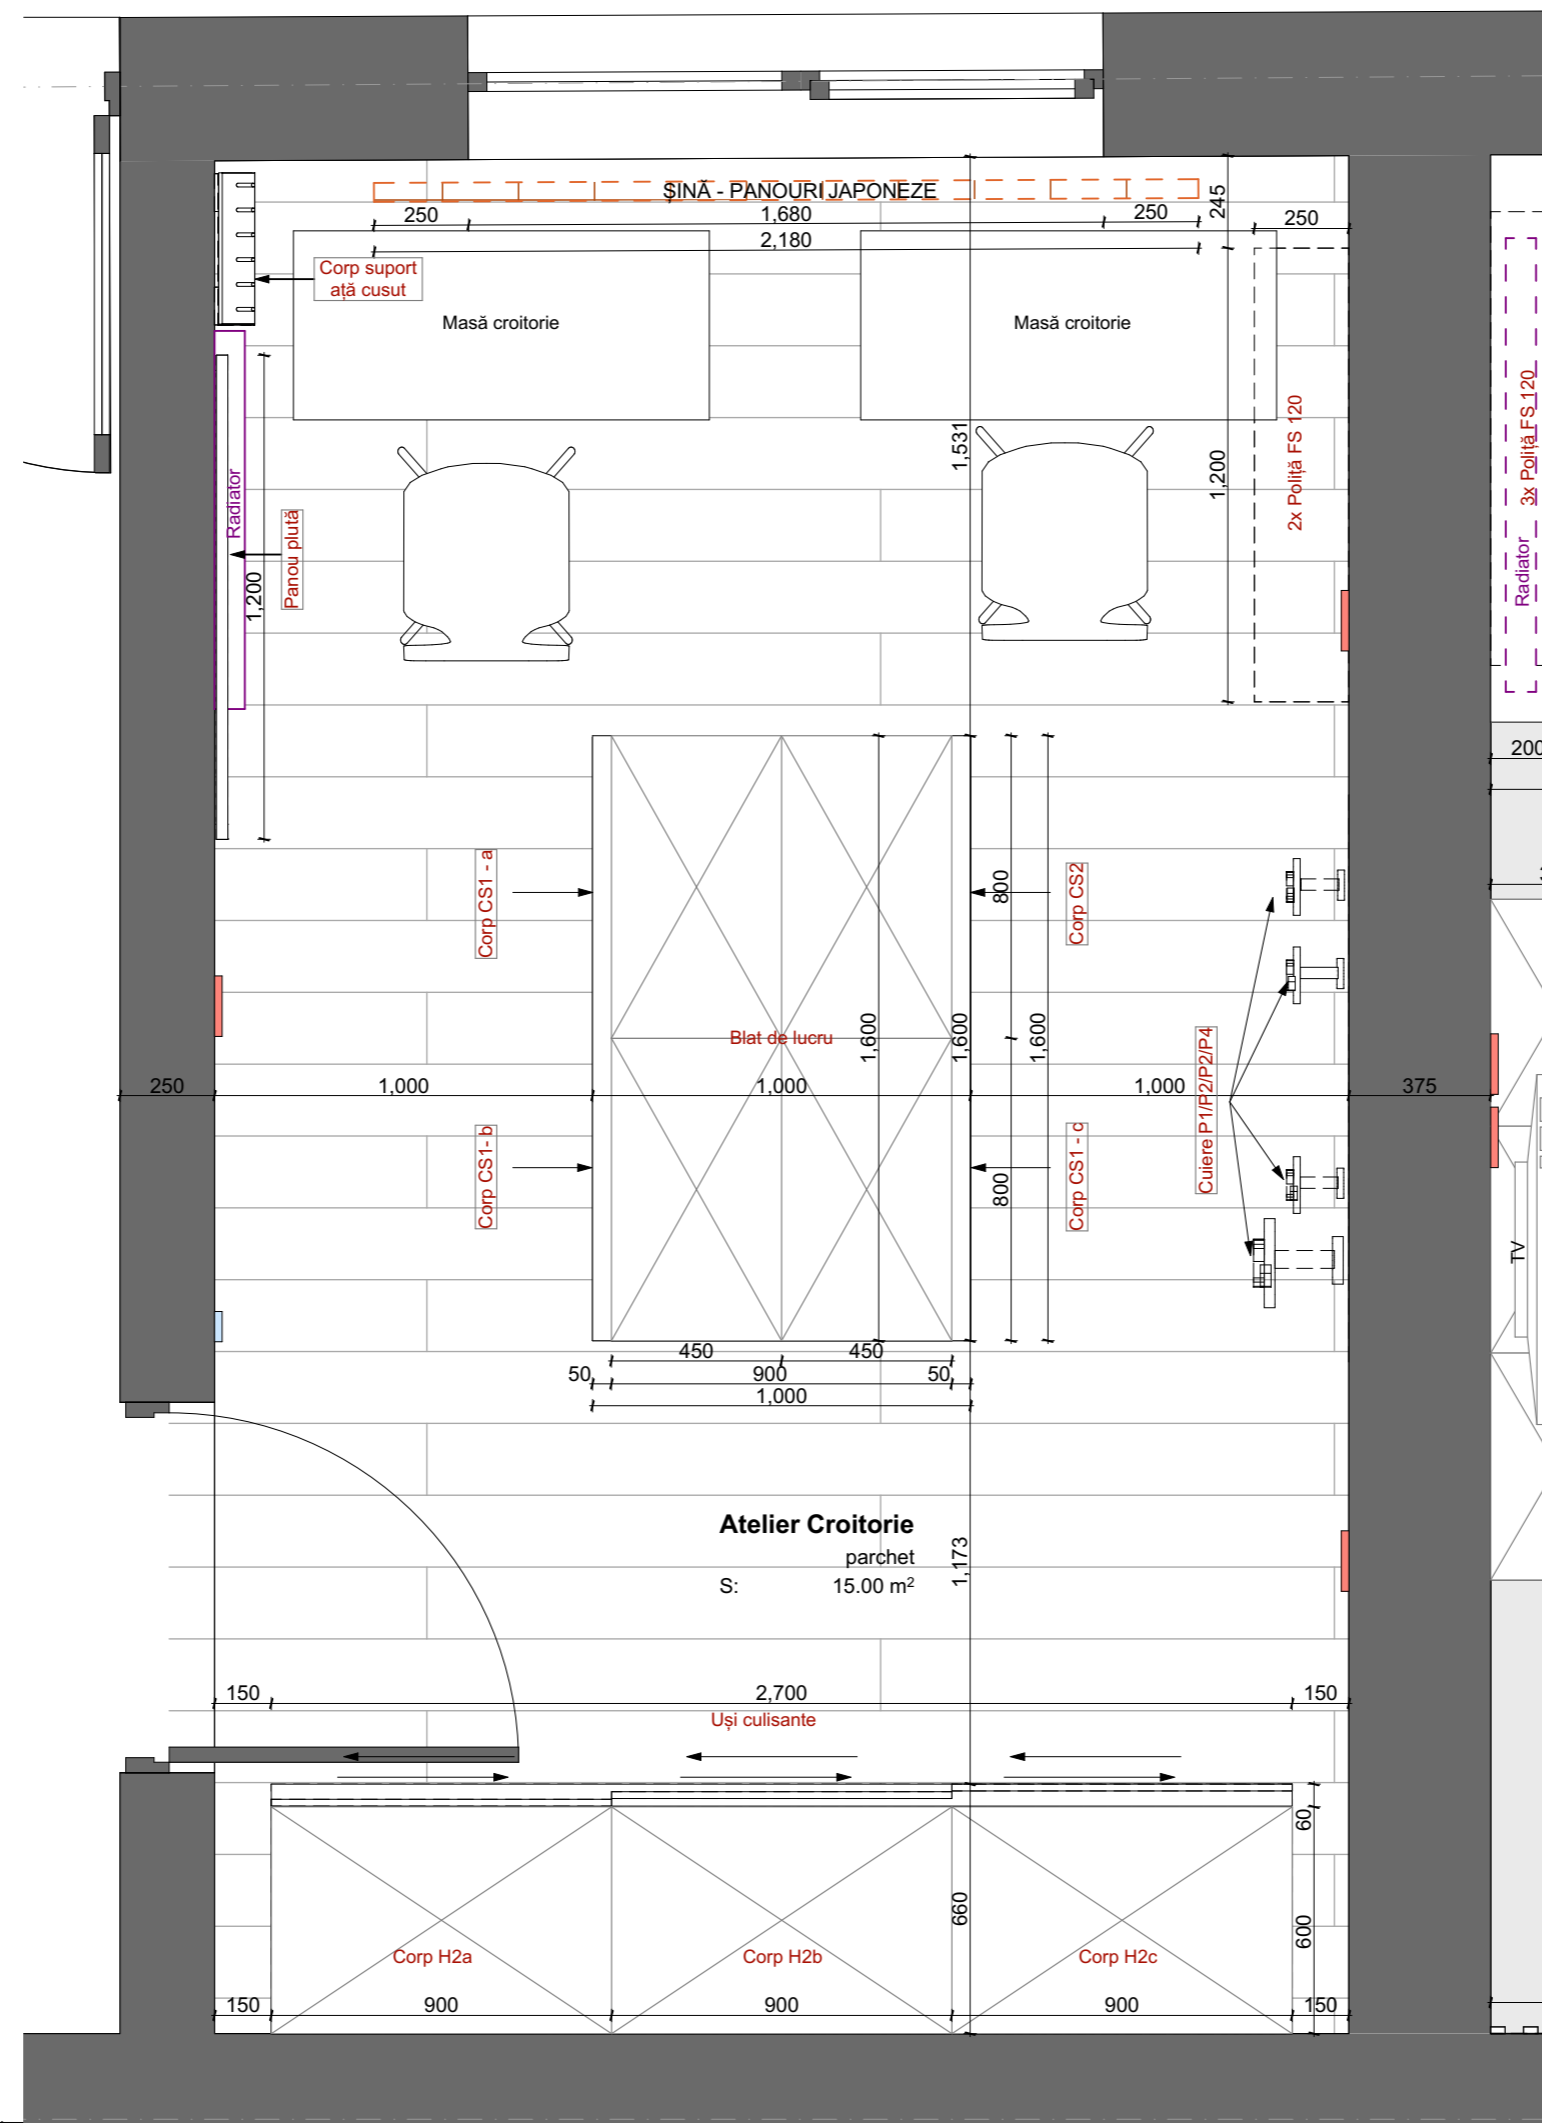 ȘINĂ - PANOURI JAPONEZE
250
1,680
250
2,180
245
250
Corp suport
ață cusut
Masă croitorie
Masă croitorie
Radiator
Panou plută
1,200
1,531
1,200
2x Poliță FS 120
3x Poliță FS 120
Radiator
200
Corp CS1 - a
Corp CS2
800
Blat de lucru
1,600
1,600
1,600
Cuiere P1/P2/P2/P4
250
1,000
1,000
1,000
375
Corp CS1- b
Corp CS1 - c
800
TV
450
450
50
900
50
1,000
Atelier Croitorie
parchet
S: 15.00 m²
1,173
150
2,700
150
Uși culisante
60
660
600
Corp H2a
Corp H2b
Corp H2c
150
900
900
900
150